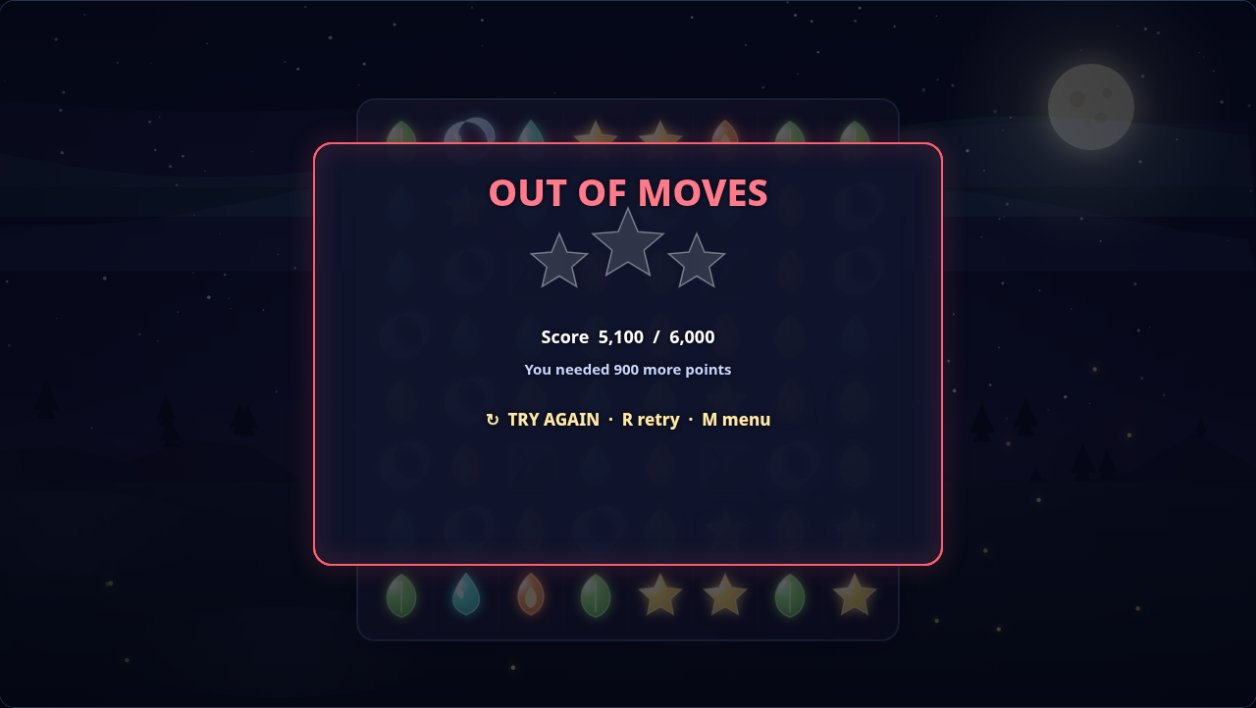 OUT OF MOVES
Score 5,100 / 6,000
You needed 900 more points
↻ TRY AGAIN · R retry · M menu